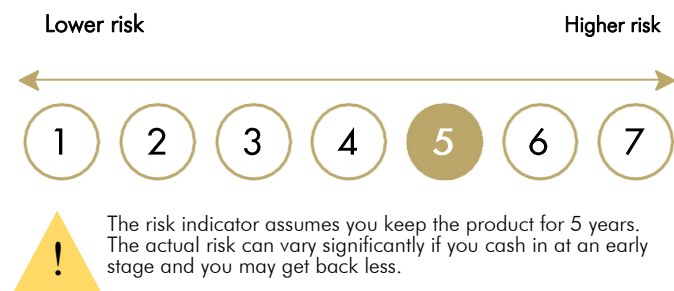 Lower risk Higher risk
1 2 3 4 5 6 7
! The risk indicator assumes you keep the product for 5 years.
The actual risk can vary significantly if you cash in at an early
stage and you may get back less.